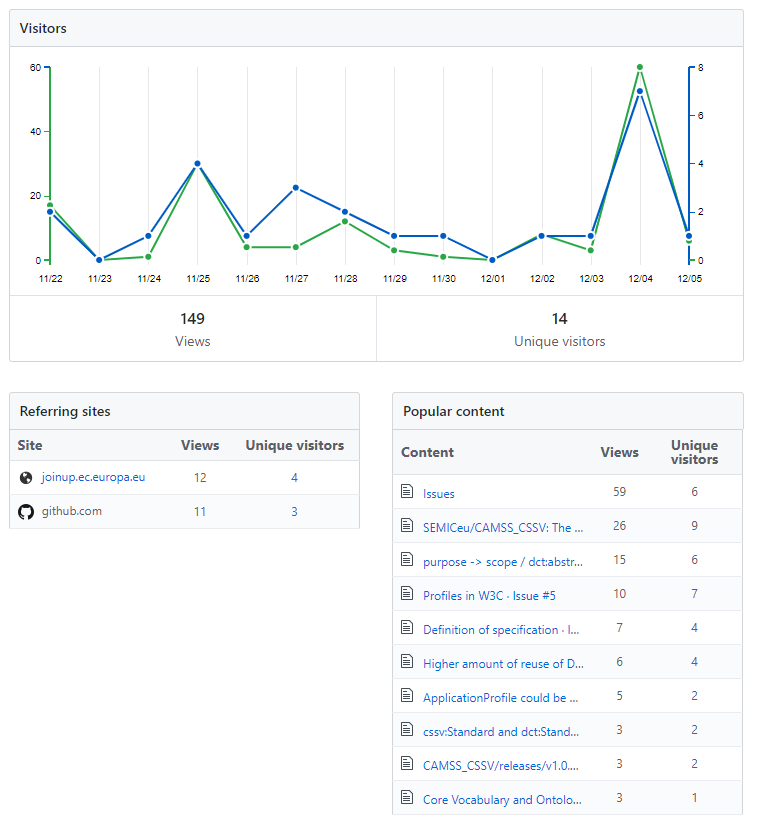 Visitors
60 8
6
40
4
20
2
0 0
11/22 11/23 11/24 11/25 11/26 11/27 11/28 11/29 11/30 12/01 12/02 12/03 12/04 12/05
149 14
Views Unique visitors
Referring sites
Site Views Unique visitors
joinup.ec.europa.eu 12 4
github.com 11 3
Popular content
Content Views Unique visitors
Issues 59 6
SEMICeu/CAMSS_CSSV: The ... 26 9
purpose -> scope / dct:abstr... 15 6
Profiles in W3C · Issue #5 10 7
Definition of specification · I... 7 4
Higher amount of reuse of D... 6 4
ApplicationProfile could be ... 5 2
cssv:Standard and dct:Stand... 3 2
CAMSS_CSSV/releases/v1.0.... 3 2
Core Vocabulary and Ontolo... 3 1